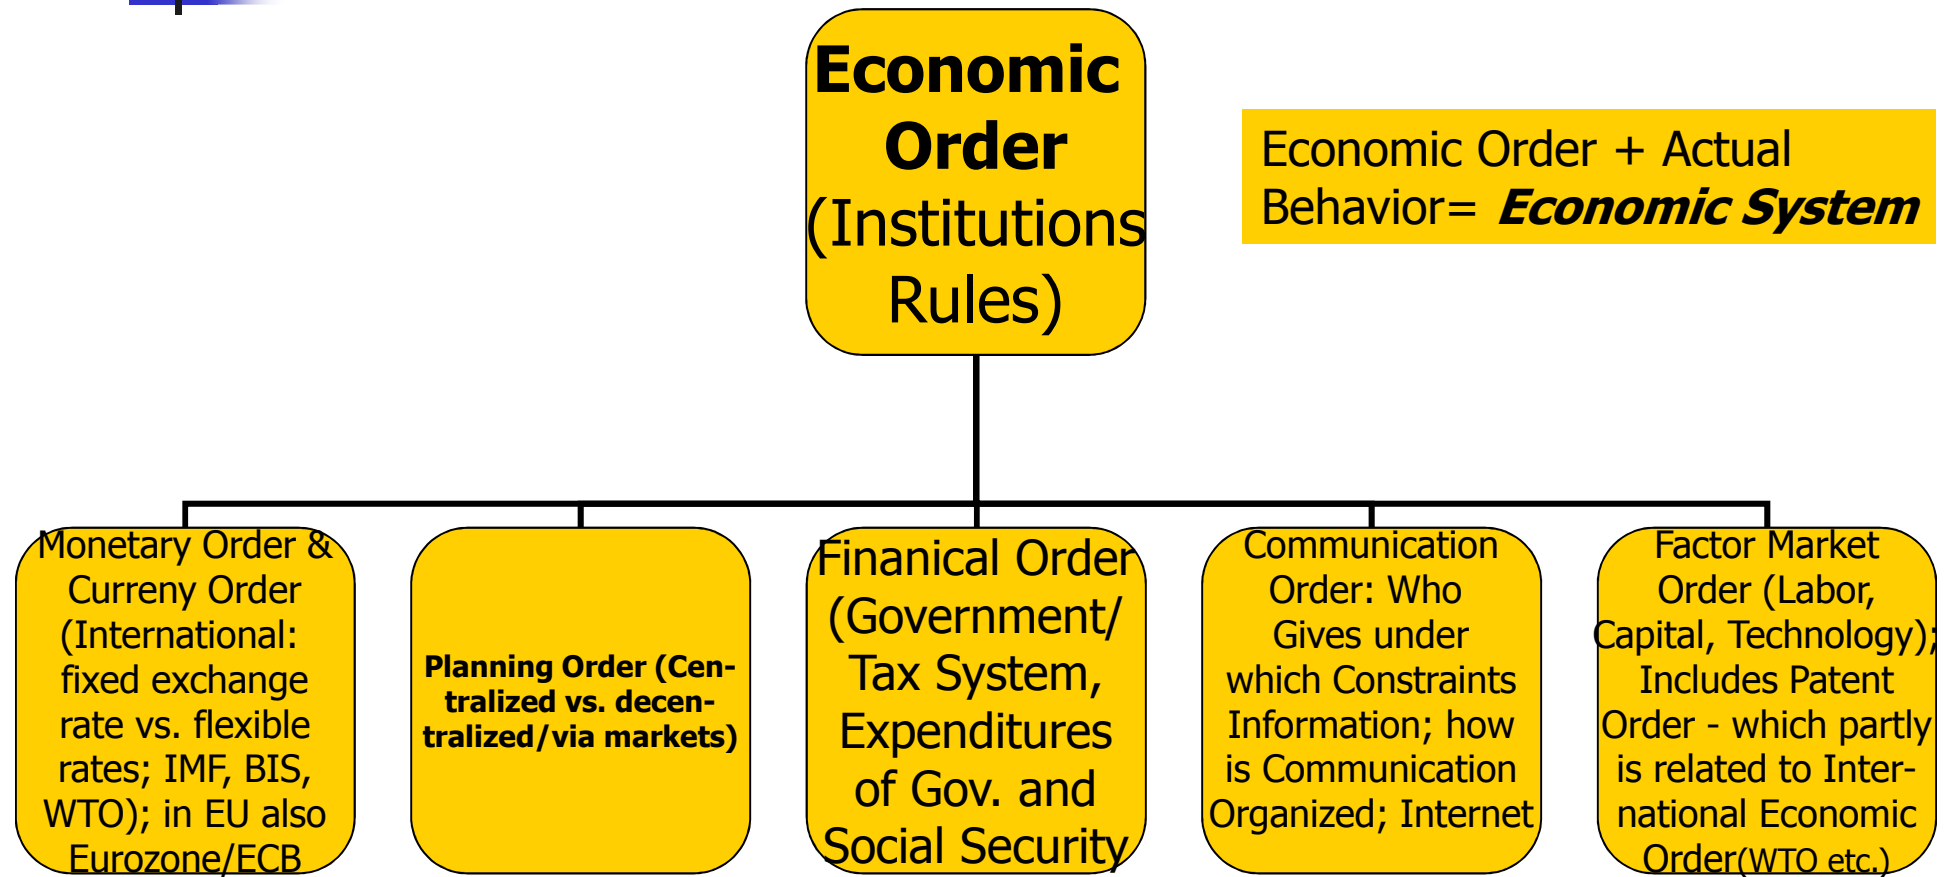 Economic
Order
(Institutions
Rules)
Economic Order + Actual
Behavior= Economic System
Monetary Order &
Curreny Order
(International:
fixed exchange
rate vs. flexible
rates; IMF, BIS,
WTO); in EU also
Eurozone/ECB
Planning Order (Cen-
tralized vs. decen-
tralized/via markets)
Finanical Order
(Government/
Tax System,
Expenditures
of Gov. and
Social Security
Communication
Order: Who
Gives under
which Constraints
Information; how
is Communication
Organized; Internet
Factor Market
Order (Labor,
Capital, Technology);
Includes Patent
Order - which partly
is related to Inter-
national Economic
Order(WTO etc.)